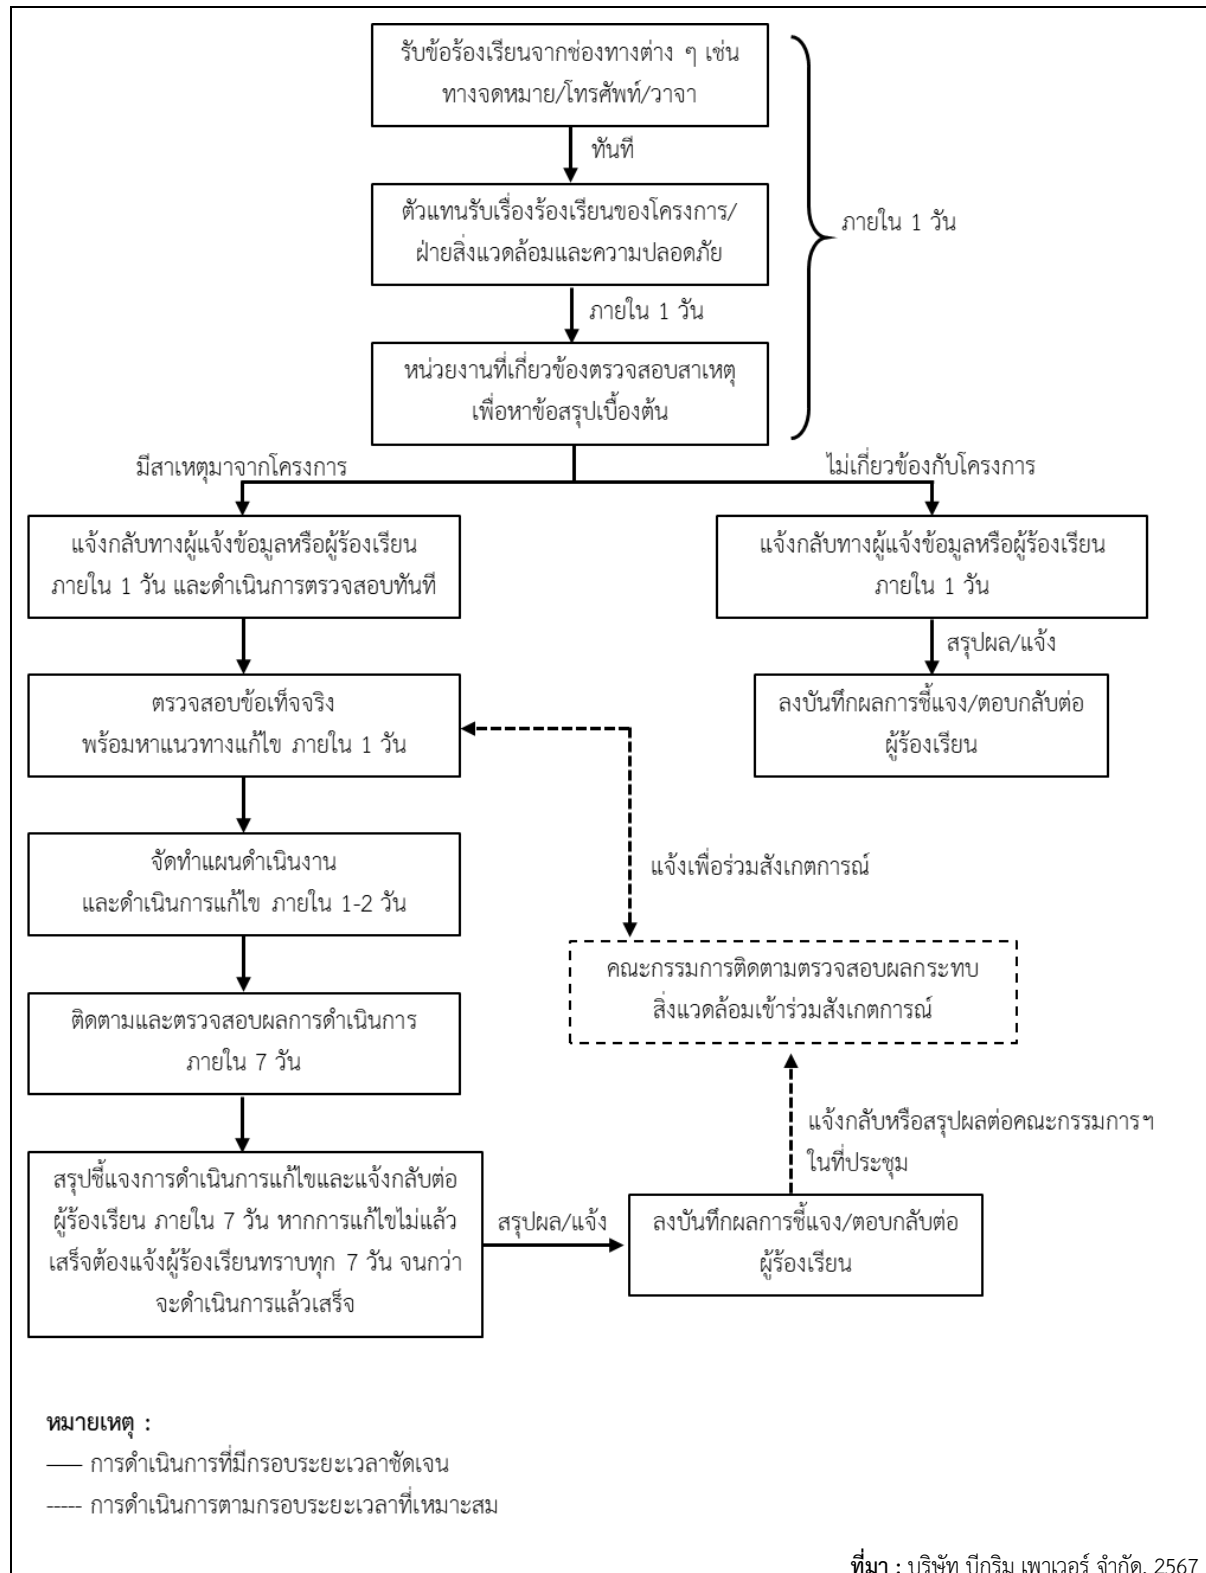 รับข้อร้องเรียนจากช่องทางต่าง ๆ เช่น
ทางจดหมาย/โทรศัพท์/วาจา
ทันที
ตัวแทนรับเรื่องร้องเรียนของโครงการ/
ฝ่ายสิ่งแวดล้อมและความปลอดภัย
ภายใน 1 วัน
ภายใน 1 วัน
หน่วยงานที่เกี่ยวข้องตรวจสอบสาเหตุ
เพื่อหาข้อสรุปเบื้องต้น
มีสาเหตุมาจากโครงการ
ไม่เกี่ยวข้องกับโครงการ
แจ้งกลับทางผู้แจ้งข้อมูลหรือผู้ร้องเรียน
ภายใน 1 วัน และดำเนินการตรวจสอบทันที
แจ้งกลับทางผู้แจ้งข้อมูลหรือผู้ร้องเรียน
ภายใน 1 วัน
สรุปผล/แจ้ง
ลงบันทึกผลการชี้แจง/ตอบกลับต่อ
ผู้ร้องเรียน
ตรวจสอบข้อเท็จจริง
พร้อมหาแนวทางแก้ไข ภายใน 1 วัน
จัดทำแผนดำเนินงาน
และดำเนินการแก้ไข ภายใน 1-2 วัน
แจ้งเพื่อร่วมสังเกตการณ์
คณะกรรมการติดตามตรวจสอบผลกระทบ
สิ่งแวดล้อมเข้าร่วมสังเกตการณ์
ติดตามและตรวจสอบผลการดำเนินการ
ภายใน 7 วัน
แจ้งกลับหรือสรุปผลต่อคณะกรรมการฯ
ในที่ประชุม
สรุปชี้แจงการดำเนินการแก้ไขและแจ้งกลับต่อ
ผู้ร้องเรียน ภายใน 7 วัน หากการแก้ไขไม่แล้ว
เสร็จต้องแจ้งผู้ร้องเรียนทราบทุก 7 วัน จนกว่า
จะดำเนินการแล้วเสร็จ
สรุปผล/แจ้ง
ลงบันทึกผลการชี้แจง/ตอบกลับต่อ
ผู้ร้องเรียน
หมายเหตุ :
—— การดำเนินการที่มีกรอบระยะเวลาชัดเจน
----- การดำเนินการตามกรอบระยะเวลาที่เหมาะสม
ที่มา : บริษัท บีกริม เพาเวอร์ จำกัด, 2567